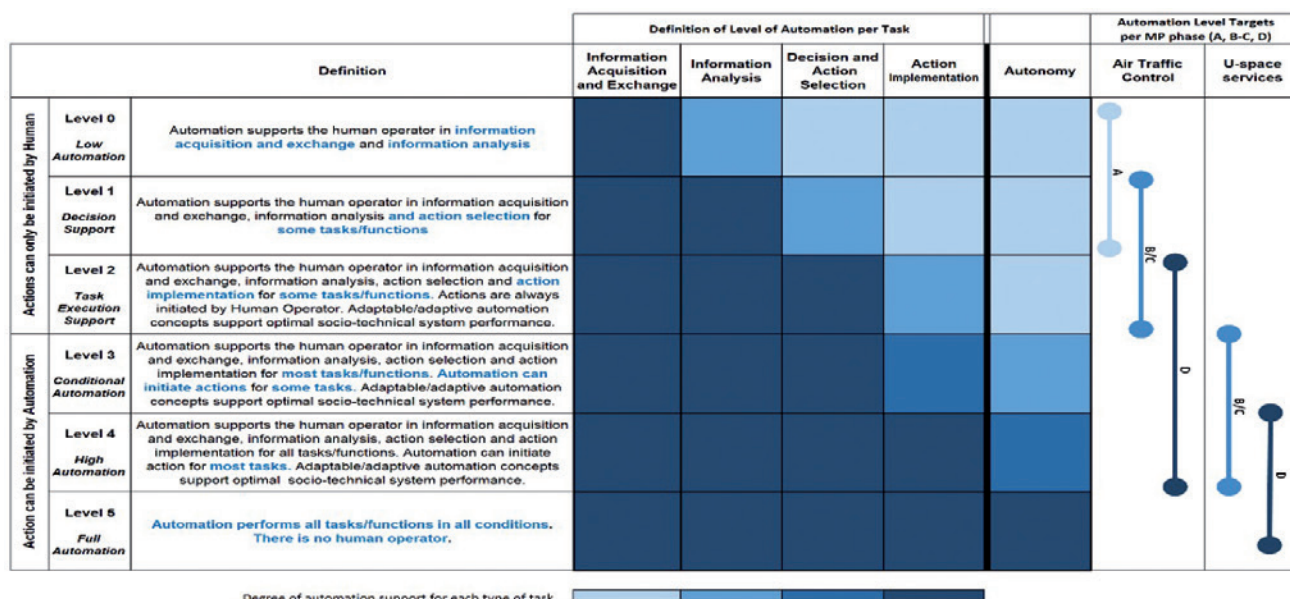 Definition of Level of Automation per Task
Automation Level Targets
per MP phase (A, B-C, D)
Definition
Information
Acquisition
and Exchange
Information
Analysis
Decision and
Action
Selection
Action
Implementation
Autonomy
Air Traffic
Control
U-space
services
Actions can only be initiated by Human
Level 0
Low
Automation
Automation supports the human operator in information
acquisition and exchange and information analysis
Level 1
Decision
Support
Automation supports the human operator in information acquisition
and exchange, information analysis and action selection for
some tasks/functions
Level 2
Task
Execution
Support
Automation supports the human operator in information acquisition
and exchange, information analysis, action selection and action
implementation for some tasks/functions. Actions are always
initiated by Human Operator. Adaptable/adaptive automation
concepts support optimal socio-technical system performance.
Action can be initiated by Automation
Level 3
Conditional
Automation
Automation supports the human operator in information acquisition
and exchange, information analysis, action selection and action
implementation for most tasks/functions. Automation can
initiate actions for some tasks. Adaptable/adaptive automation
concepts support optimal socio-technical system performance.
Level 4
High
Automation
Automation supports the human operator in information acquisition
and exchange, information analysis, action selection and action
implementation for all tasks/functions. Automation can initiate
action for most tasks. Adaptable/adaptive automation concepts
support optimal socio-technical system performance.
Level 5
Full
Automation
Automation performs all tasks/functions in all conditions.
There is no human operator.
A
B/C
D
B/C
D
Degree of automation support for each type of task